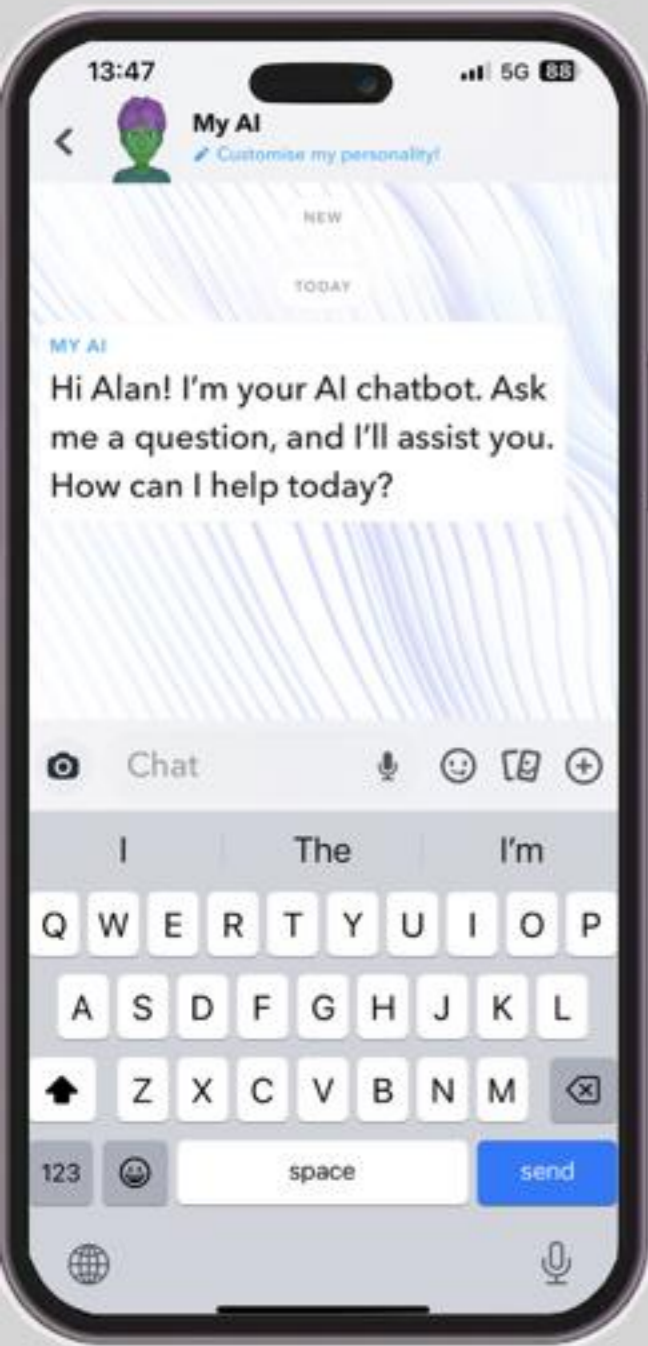 13:47
5G 88
My AI
Customise my personality!
NEW
TODAY
MY AI
Hi Alan! I'm your AI chatbot. Ask
me a question, and I'll assist you.
How can I help today?
Chat
I The I'm
Q W E R T Y U I O P
A S D F G H J K L
Z X C V B N M
123 space send